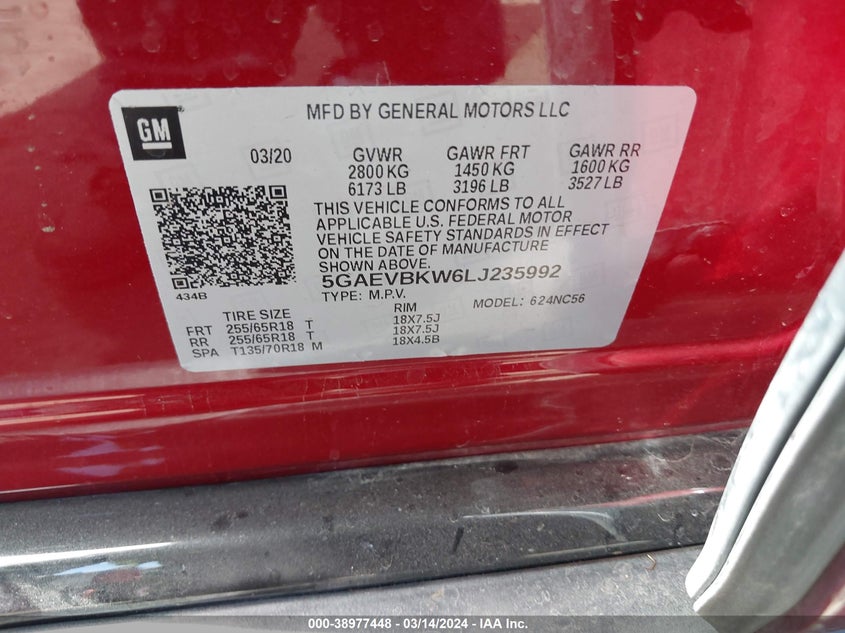 GM
MFD BY GENERAL MOTORS LLC
03/20 GVWR GAWR FRT GAWR RR
2800 KG 1450 KG 1600 KG
6173 LB 3196 LB 3527 LB
THIS VEHICLE CONFORMS TO ALL
APPLICABLE U.S. FEDERAL MOTOR
VEHICLE SAFETY STANDARDS IN EFFECT
ON THE DATE OF MANUFACTURE
SHOWN ABOVE.
5GAEVBKW6LJ235992
434B
TYPE: M.P.V. MODEL: 624NC56
TIRE SIZE RIM
FRT 255/65R18 T 18X7.5J
RR 255/65R18 T 18X7.5J
SPA T135/70R18 M 18X4.5B
000-38977448 - 03/14/2024 - IAA Inc.